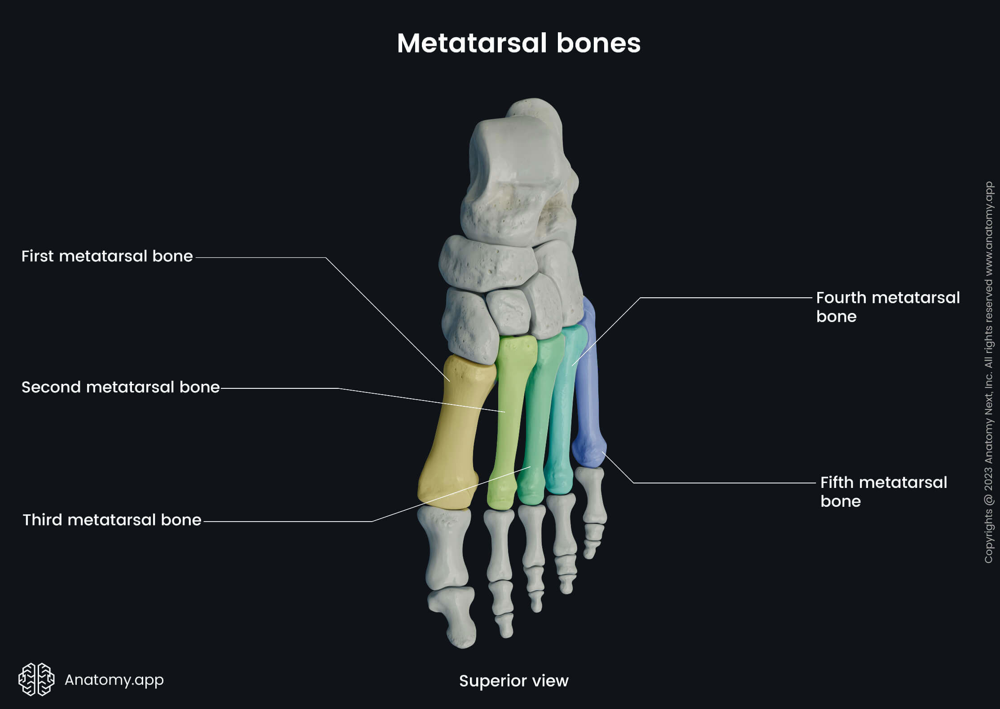 Metatarsal bones
First metatarsal bone
Second metatarsal bone
Third metatarsal bone
Fourth metatarsal
bone
Fifth metatarsal
bone
Superior view
Anatomy.app
Copyrights @ 2023 Anatomy Next, Inc. All rights reserved www.anatomy.app